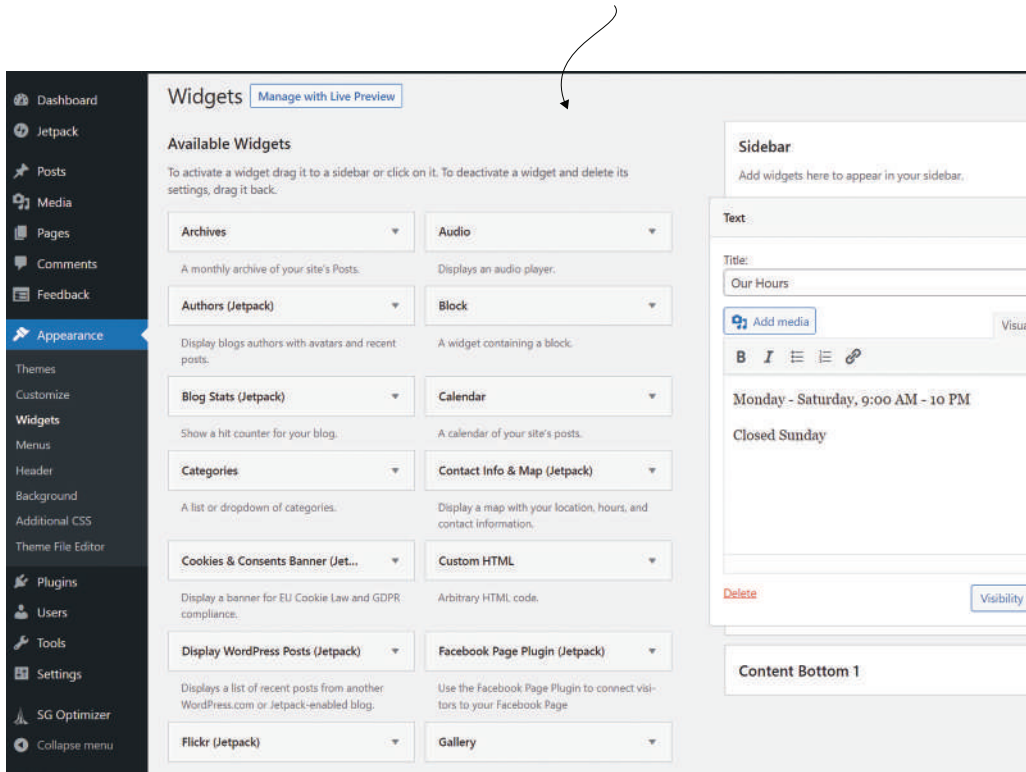 Dashboard
Jetpack
Posts
Media
Pages
Comments
Feedback
Appearance
Themes
Customize
Widgets
Menus
Header
Background
Additional CSS
Theme File Editor
Plugins
Users
Tools
Settings
SG Optimizer
Collapse menu
Widgets Manage with Live Preview
Available Widgets
To activate a widget drag it to a sidebar or click on it. To deactivate a widget and delete its
settings, drag it back.
Archives
A monthly archive of your site's Posts.
Audio
Displays an audio player.
Authors (Jetpack)
Display blogs authors with avatars and recent
posts.
Block
A widget containing a block.
Blog Stats (Jetpack)
Show a hit counter for your blog.
Calendar
A calendar of your site's posts.
Categories
A list or dropdown of categories.
Contact Info & Map (Jetpack)
Display a map with your location, hours, and
contact information.
Cookies & Consents Banner (Jet...
Display a banner for EU Cookie Law and GDPR
compliance.
Custom HTML
Arbitrary HTML code.
Display WordPress Posts (Jetpack)
Displays a list of recent posts from another
WordPress.com or Jetpack-enabled blog.
Facebook Page Plugin (Jetpack)
Use the Facebook Page Plugin to connect visi-
tors to your Facebook Page
Flickr (Jetpack)
Gallery
Sidebar
Add widgets here to appear in your sidebar.
Text
Title:
Our Hours
Add media
Visua
B I
Monday - Saturday, 9:00 AM - 10 PM
Closed Sunday
Delete
Visibility
Content Bottom 1